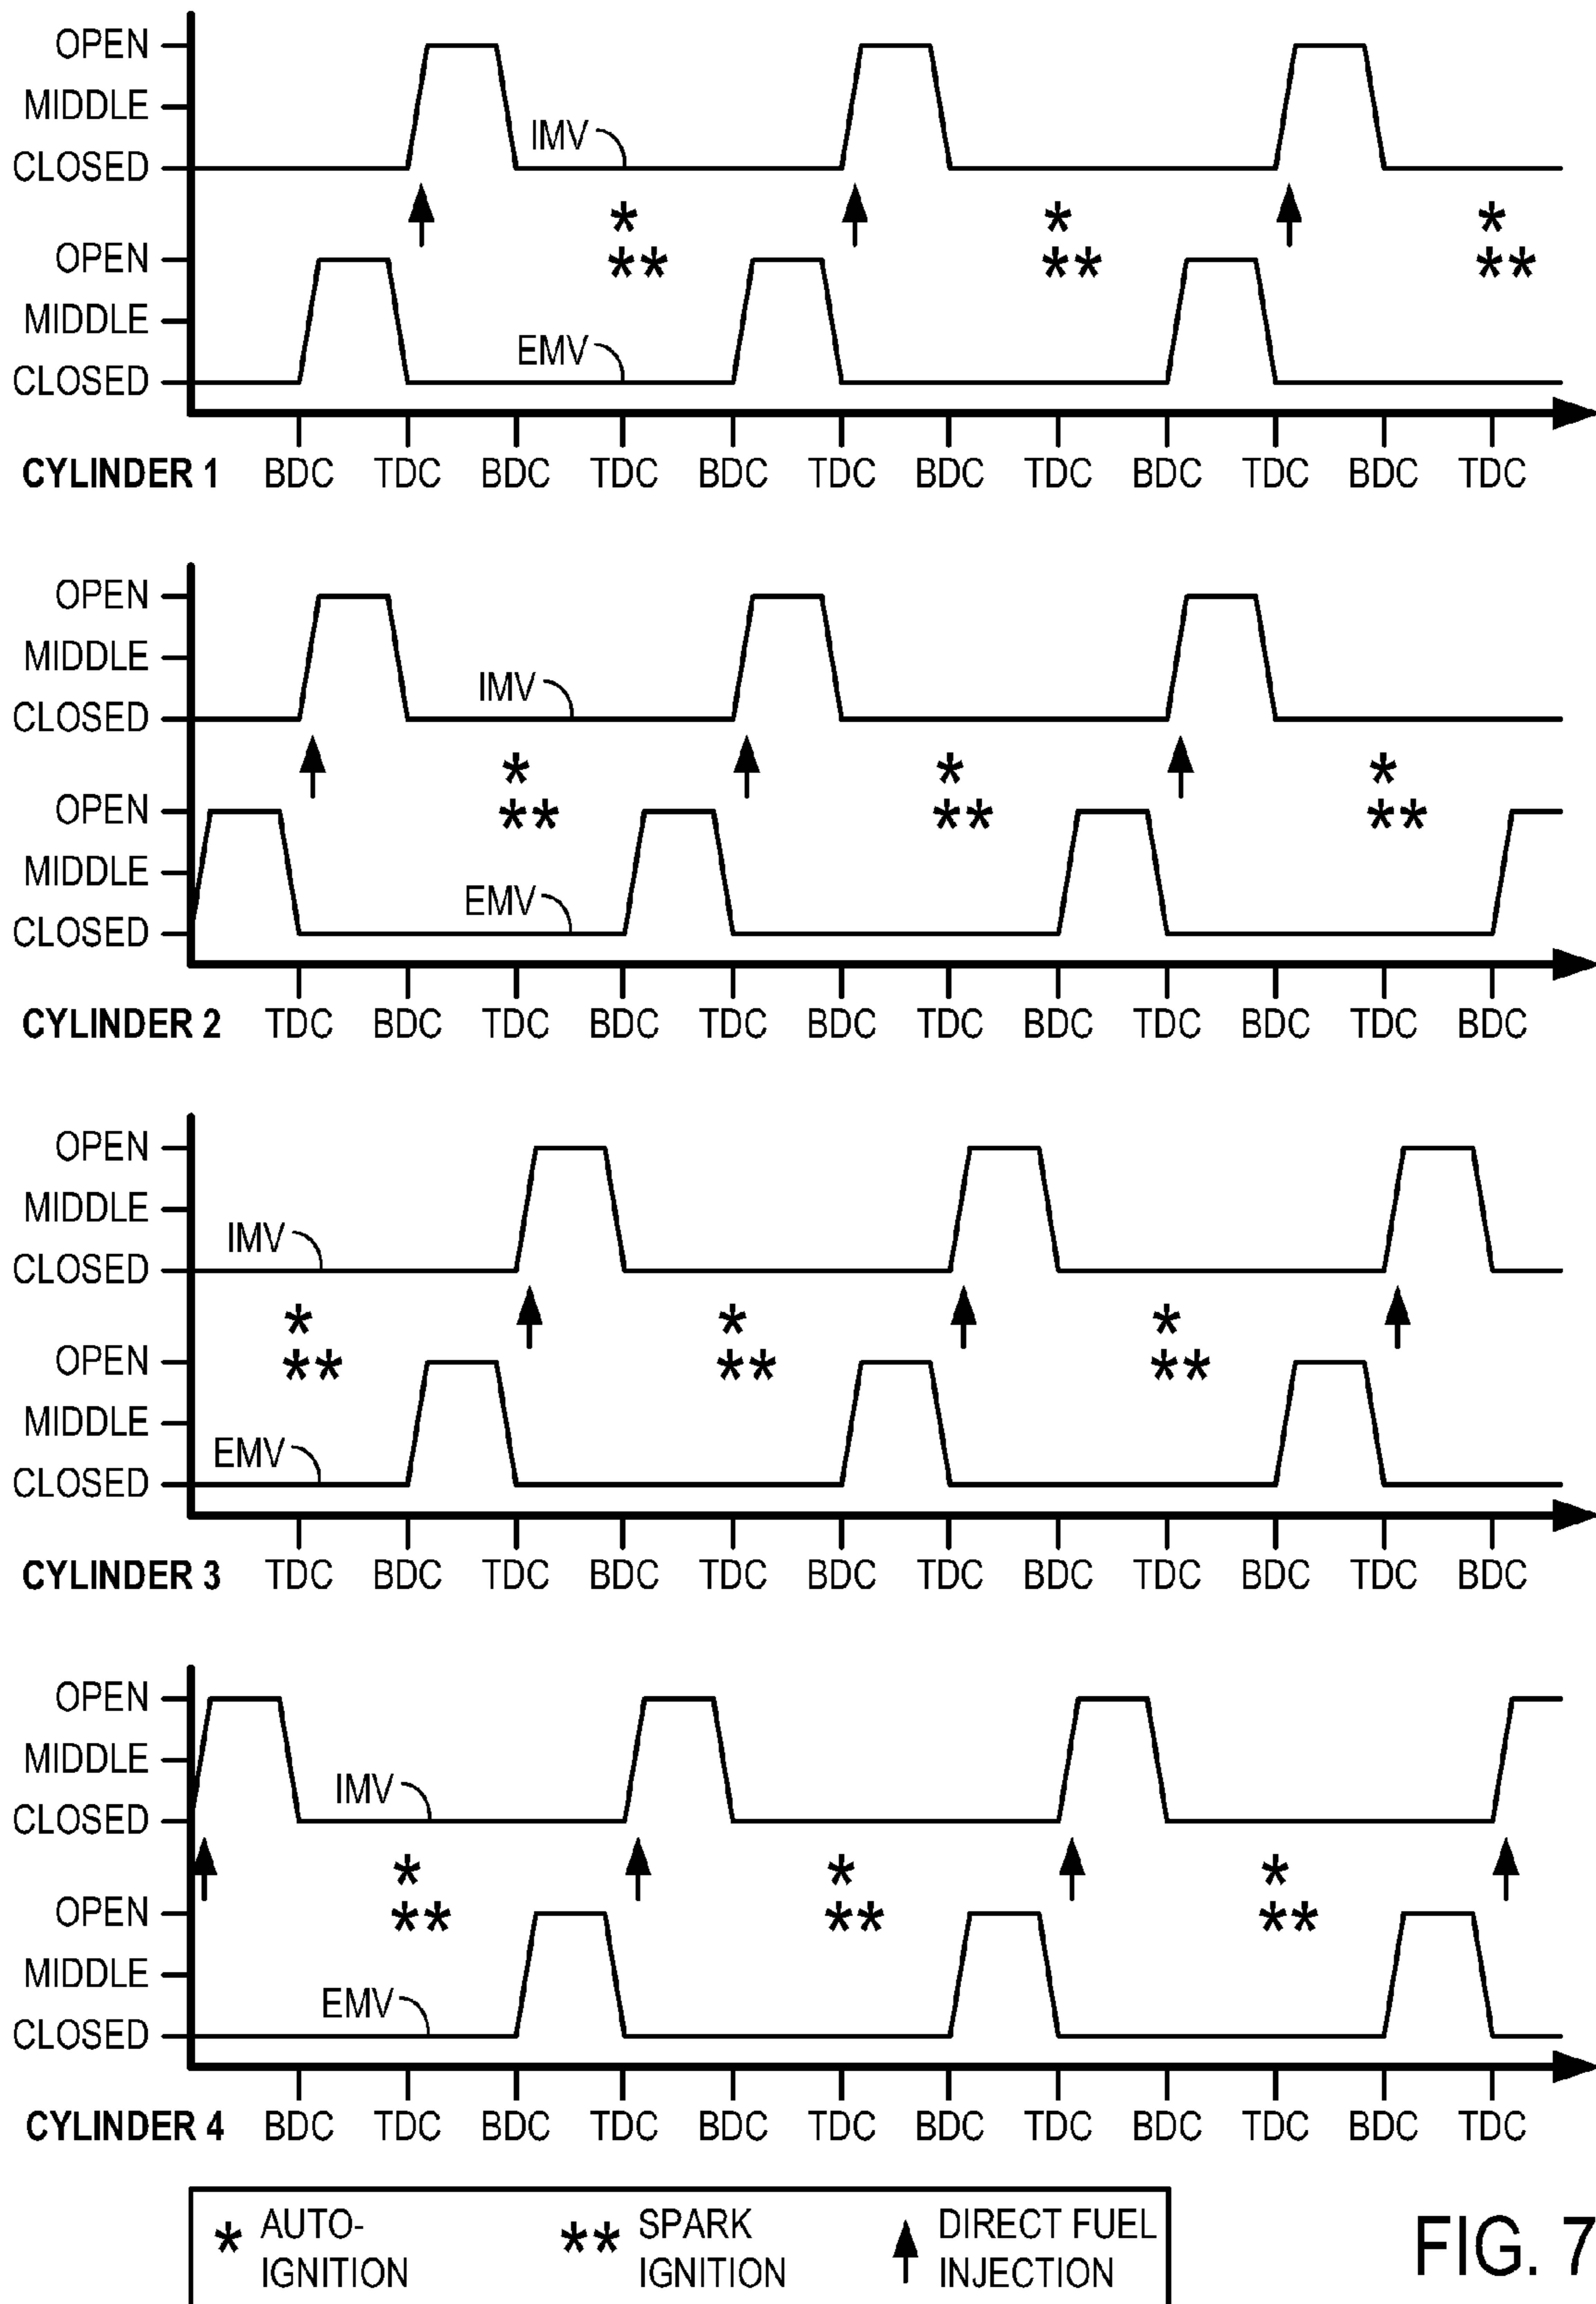 OPEN
MIDDLE
CLOSED
IMV
*
**
*
**
*
**
OPEN
MIDDLE
CLOSED
EMV
CYLINDER 1 BDC TDC BDC TDC BDC TDC BDC TDC BDC TDC BDC TDC
OPEN
MIDDLE
CLOSED
IMV
*
**
*
**
*
**
OPEN
MIDDLE
CLOSED
EMV
CYLINDER 2 TDC BDC TDC BDC TDC BDC TDC BDC TDC BDC TDC BDC
OPEN
MIDDLE
CLOSED
IMV
*
**
*
**
*
**
OPEN
MIDDLE
CLOSED
EMV
CYLINDER 3 TDC BDC TDC BDC TDC BDC TDC BDC TDC BDC TDC BDC
OPEN
MIDDLE
CLOSED
IMV
*
**
*
**
*
**
OPEN
MIDDLE
CLOSED
EMV
CYLINDER 4 BDC TDC BDC TDC BDC TDC BDC TDC BDC TDC BDC TDC
* AUTO-
IGNITION
** SPARK
IGNITION
DIRECT FUEL
INJECTION
FIG. 7